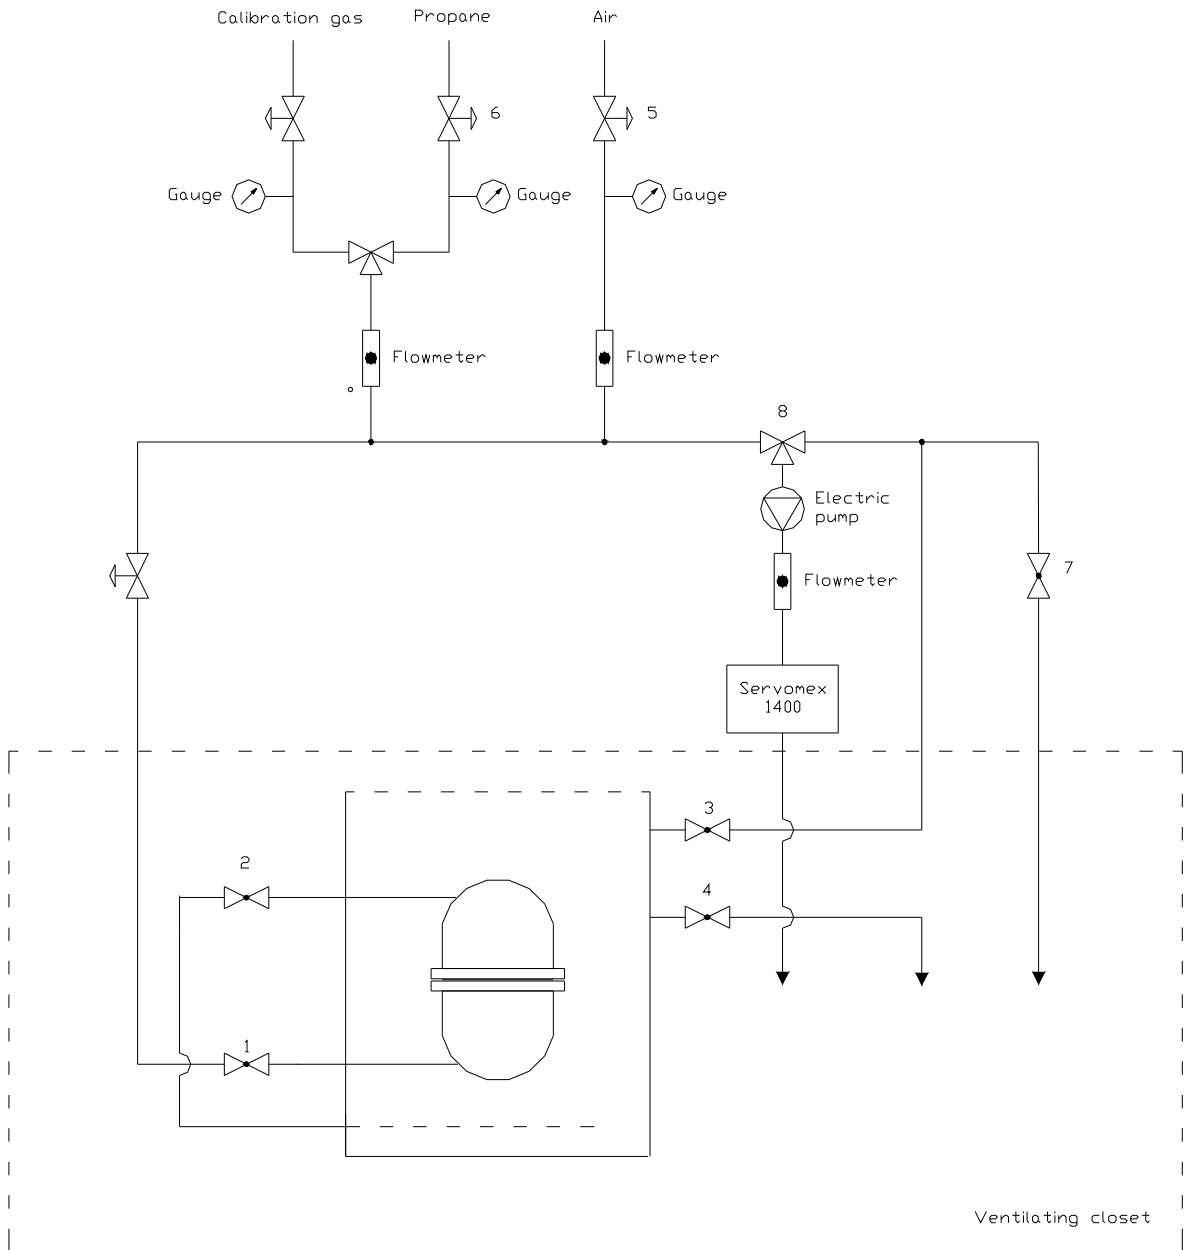 Calibration gas
Propane
Air
6
5
Gauge
Gauge
Gauge
Flowmeter
Flowmeter
8
Electric
pump
7
Flowmeter
Servomex
1400
3
2
4
1
Ventilating closet